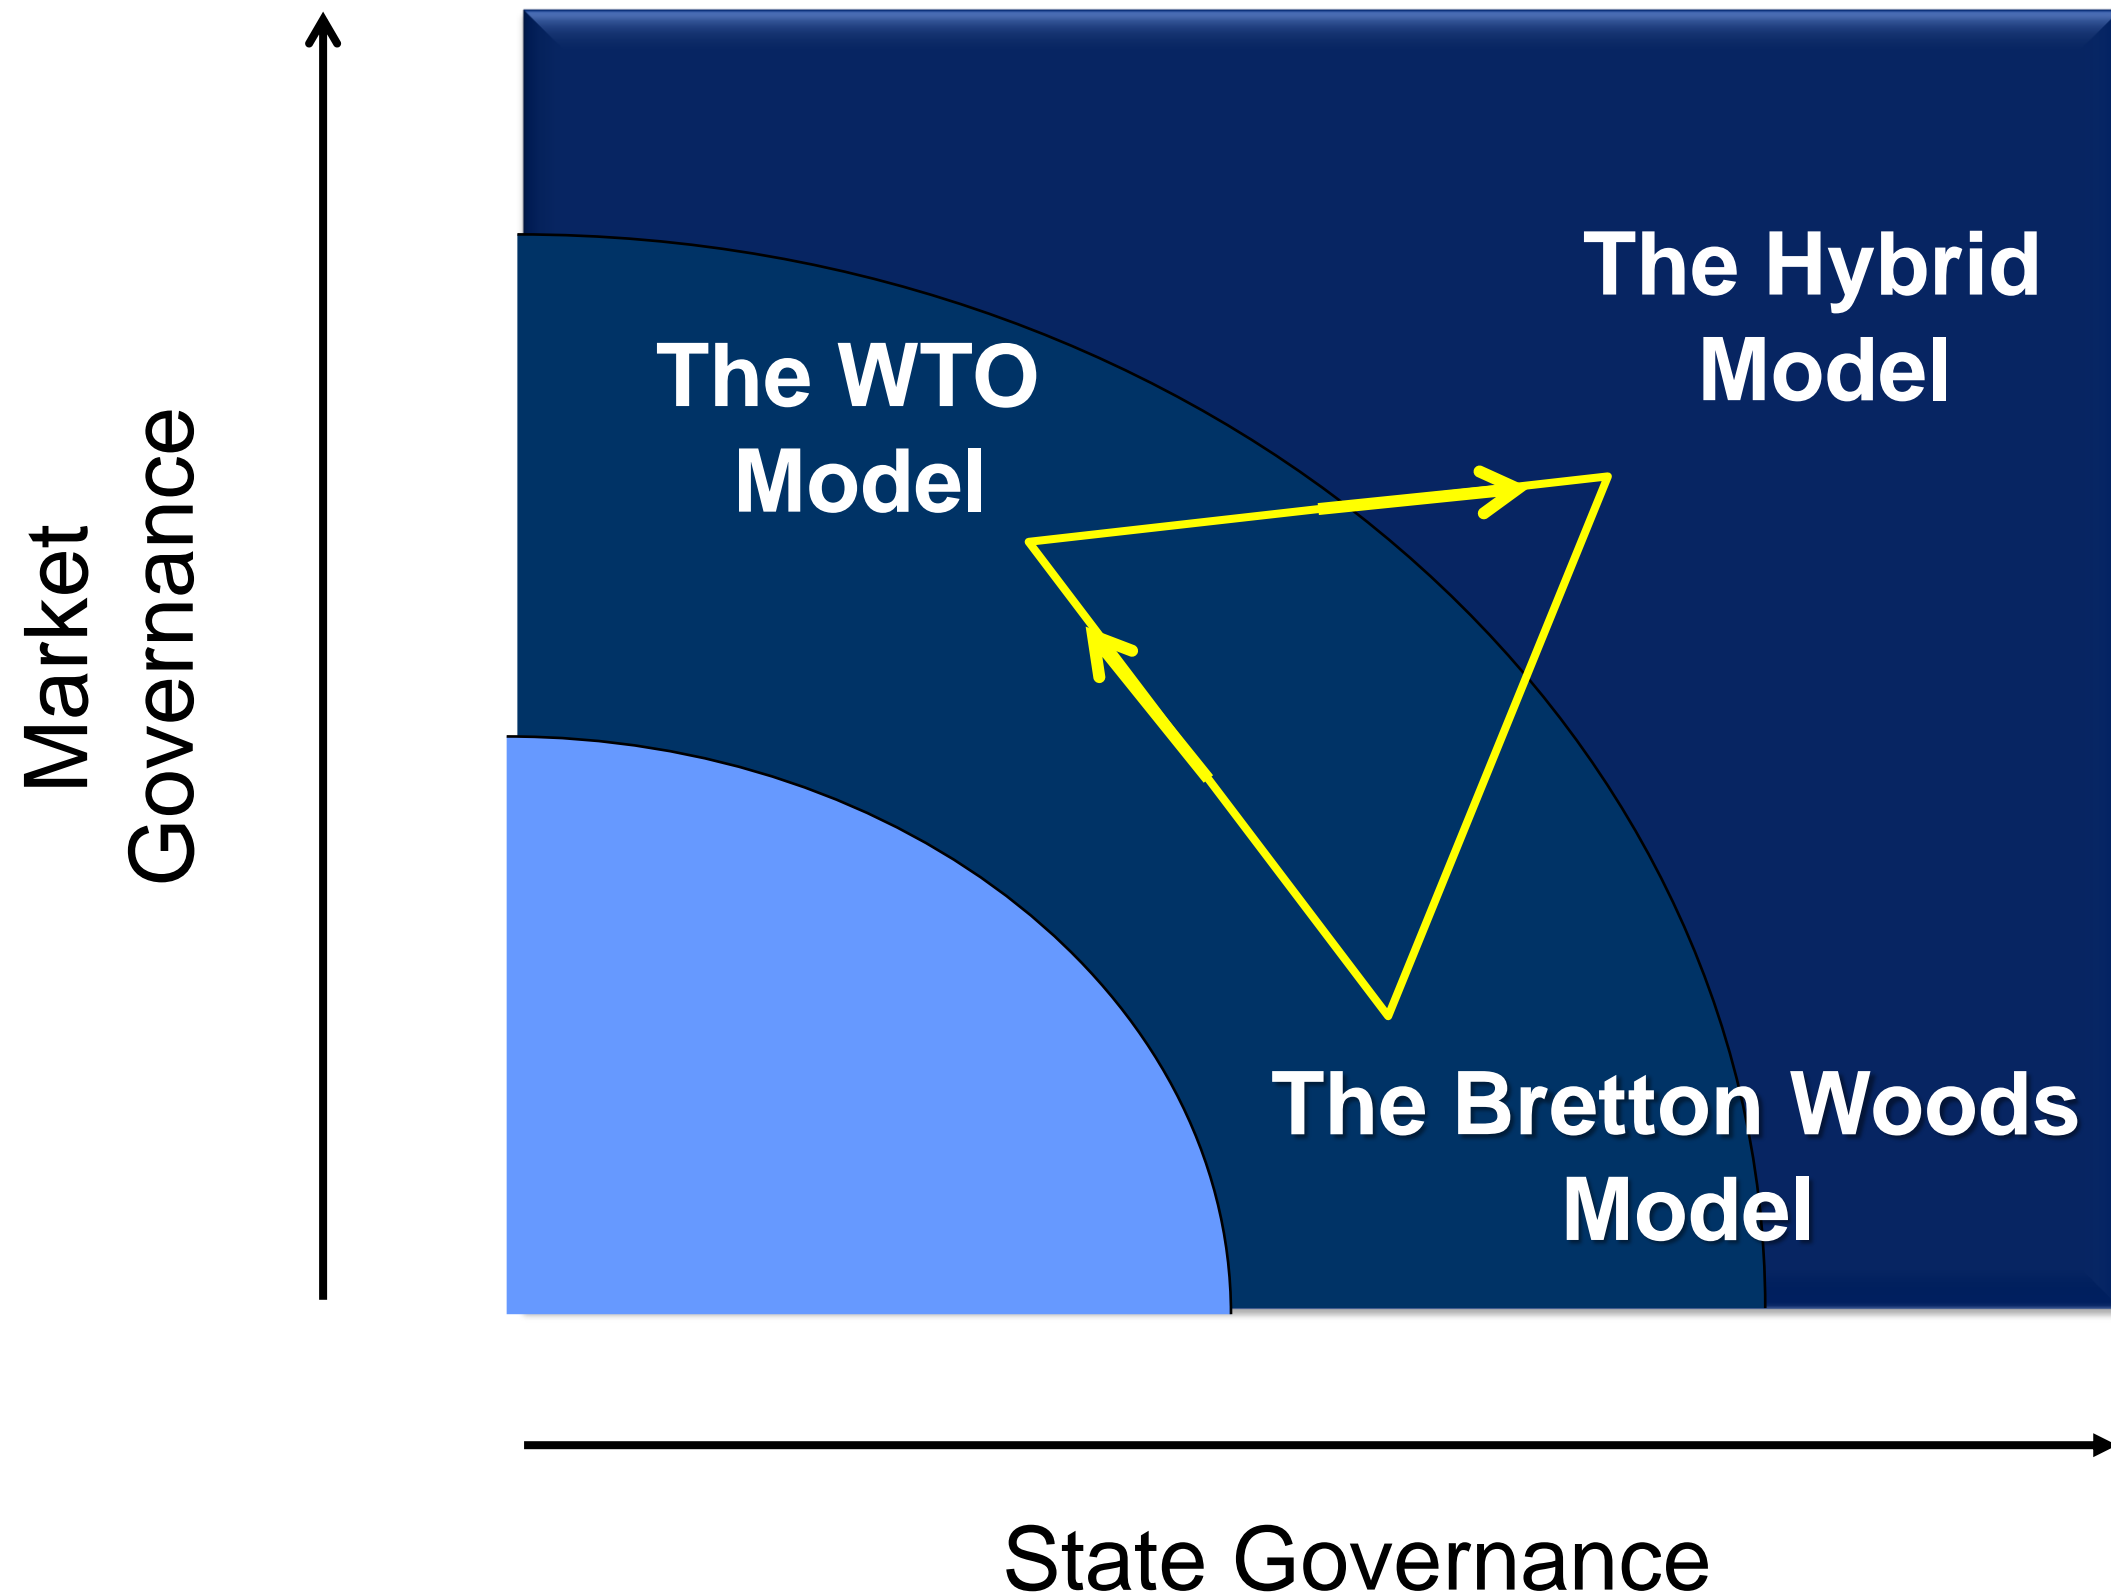 Market
Governance
The Hybrid
Model
The WTO
Model
The Bretton Woods
Model
State Governance